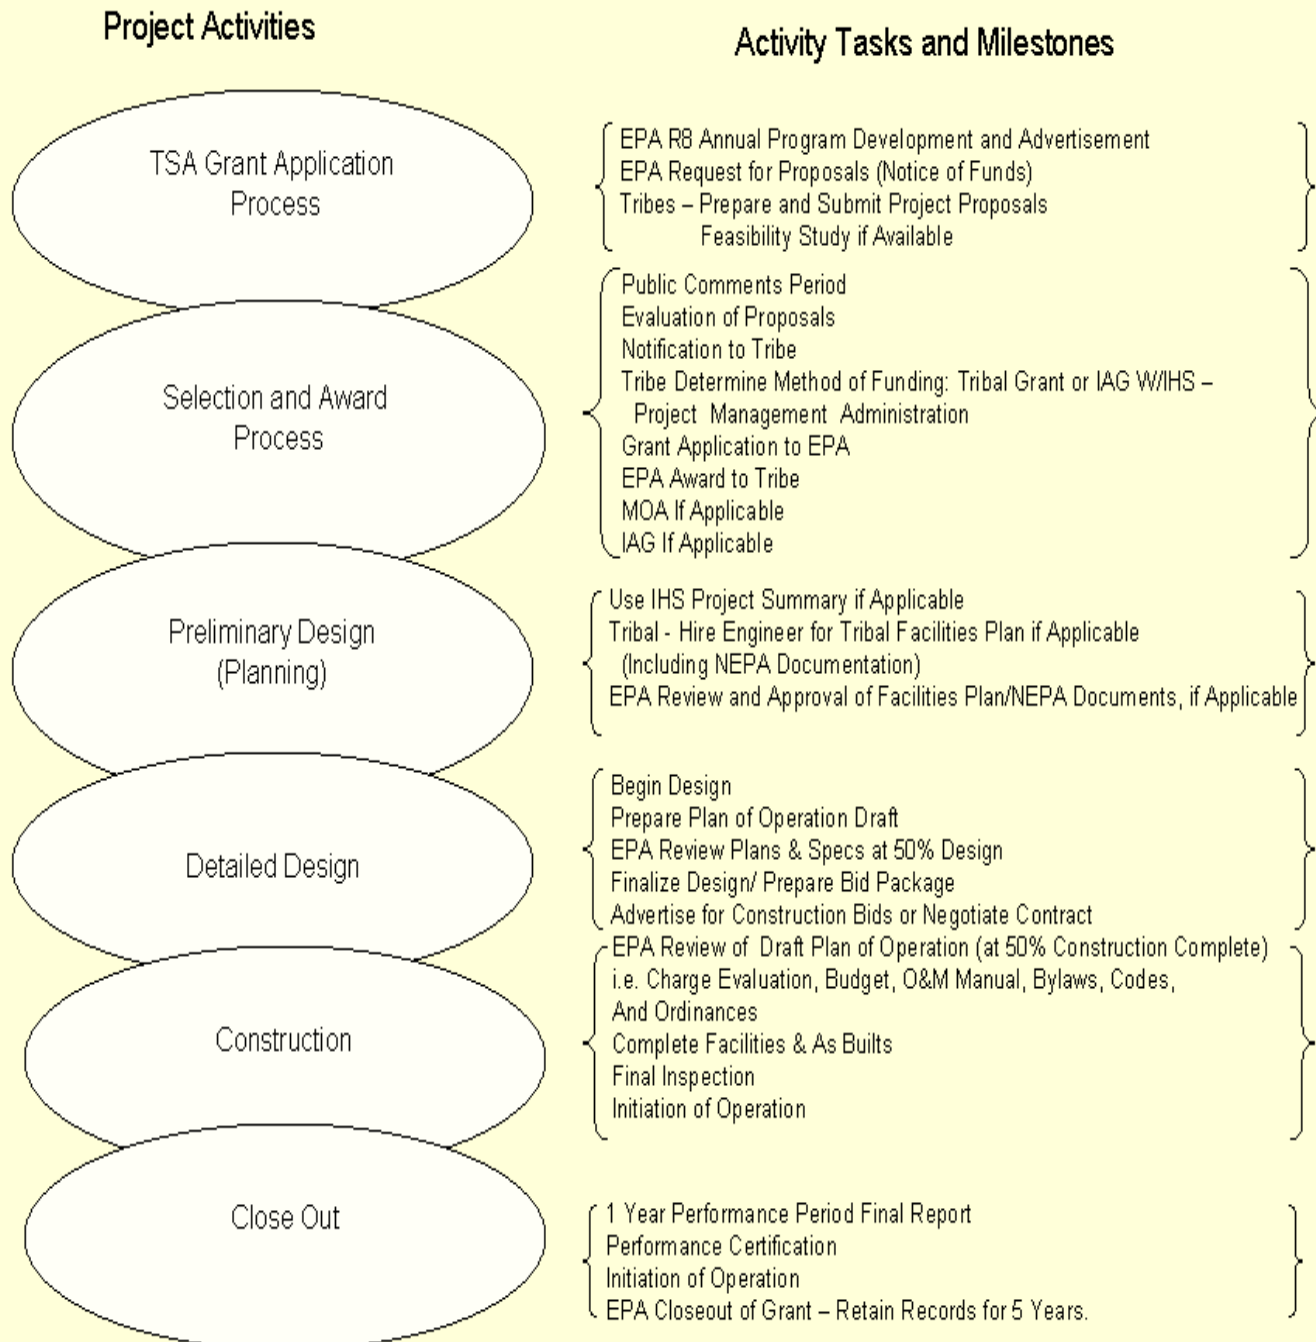 Project Activities
Activity Tasks and Milestones
TSA Grant Application
Process
EPA R8 Annual Program Development and Advertisement
EPA Request for Proposals (Notice of Funds)
Tribes – Prepare and Submit Project Proposals
Feasibility Study if Available
Selection and Award
Process
Public Comments Period
Evaluation of Proposals
Notification to Tribe
Tribe Determine Method of Funding: Tribal Grant or IAG W/IHS –
Project Management Administration
Grant Application to EPA
EPA Award to Tribe
MOA If Applicable
IAG If Applicable
Preliminary Design
(Planning)
Use IHS Project Summary if Applicable
Tribal - Hire Engineer for Tribal Facilities Plan if Applicable
(Including NEPA Documentation)
EPA Review and Approval of Facilities Plan/NEPA Documents, if Applicable
Detailed Design
Begin Design
Prepare Plan of Operation Draft
EPA Review Plans & Specs at 50% Design
Finalize Design/ Prepare Bid Package
Advertise for Construction Bids or Negotiate Contract
Construction
EPA Review of Draft Plan of Operation (at 50% Construction Complete)
i.e. Charge Evaluation, Budget, O&M Manual, Bylaws, Codes,
And Ordinances
Complete Facilities & As Builts
Final Inspection
Initiation of Operation
Close Out
1 Year Performance Period Final Report
Performance Certification
Initiation of Operation
EPA Closeout of Grant – Retain Records for 5 Years.